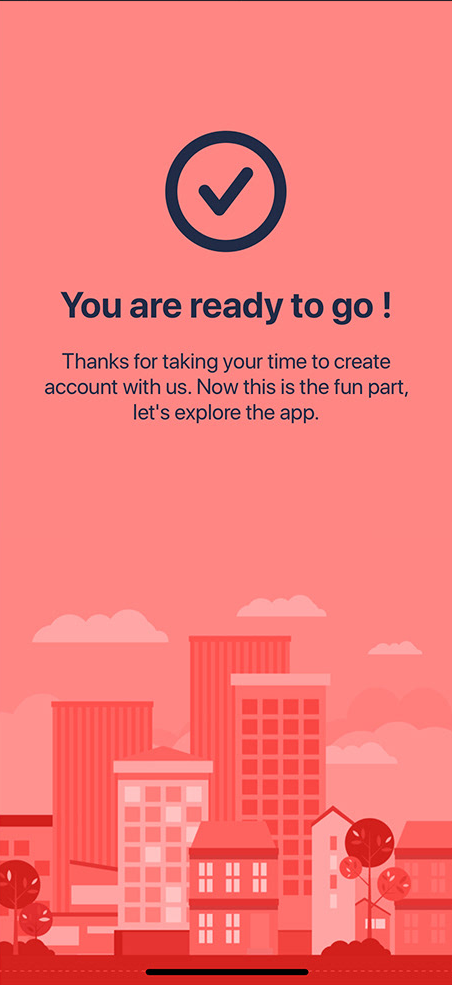 You are ready to go !
Thanks for taking your time to create
account with us. Now this is the fun part,
let's explore the app.